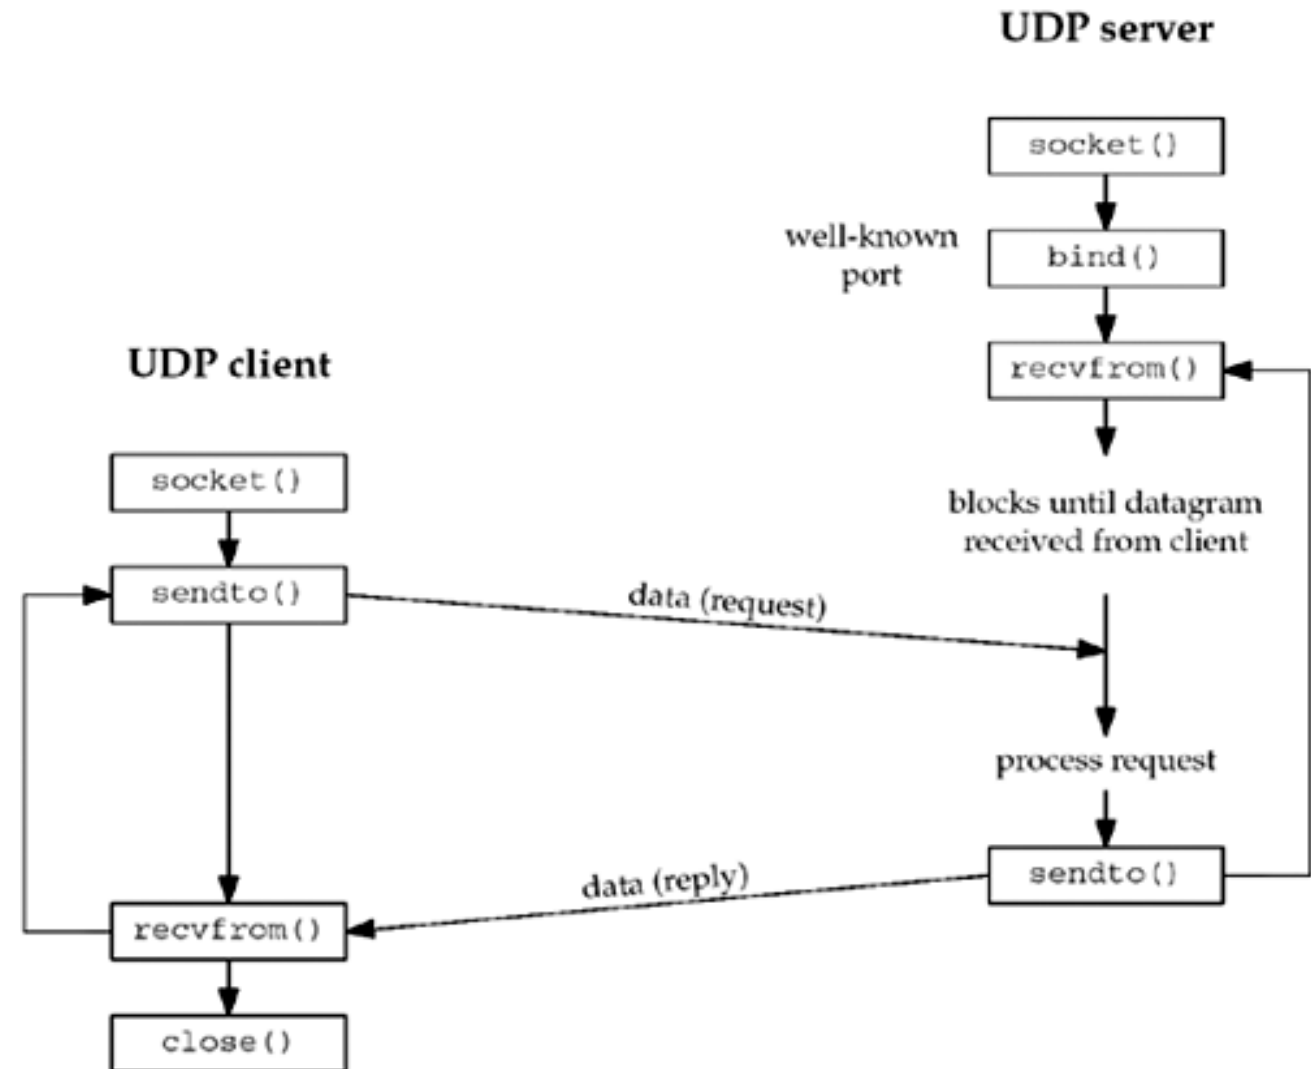 UDP server
socket()
well-known
port
bind()
recvfrom()
blocks until datagram
received from client
UDP client
socket()
sendto()
data (request)
process request
sendto()
data (reply)
recvfrom()
close()